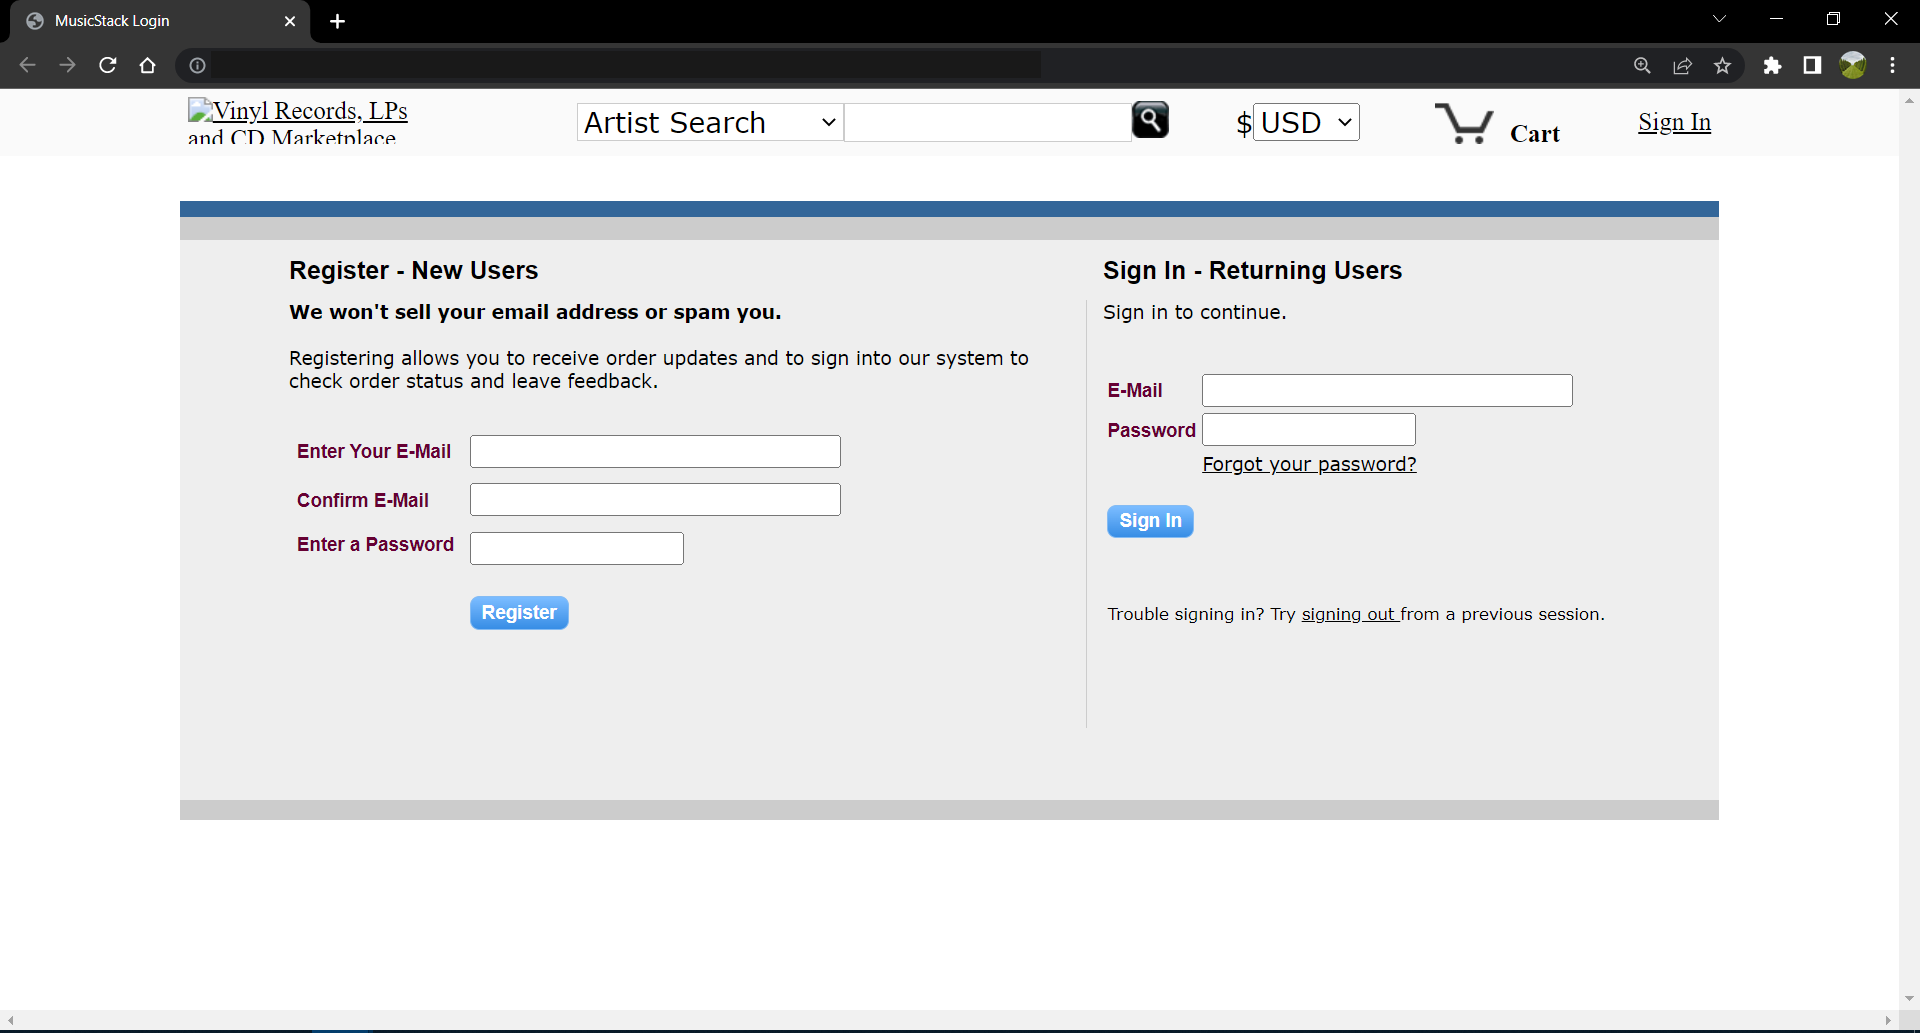 MusicStack Login
Vinyl Records, LPs
and CD Marketplace
Artist Search
$ USD
Cart
Sign In
Register - New Users
We won't sell your email address or spam you.
Registering allows you to receive order updates and to sign into our system to
check order status and leave feedback.
Enter Your E-Mail
Confirm E-Mail
Enter a Password
Register
Sign In - Returning Users
Sign in to continue.
E-Mail
Password
Forgot your password?
Sign In
Trouble signing in? Try signing out from a previous session.